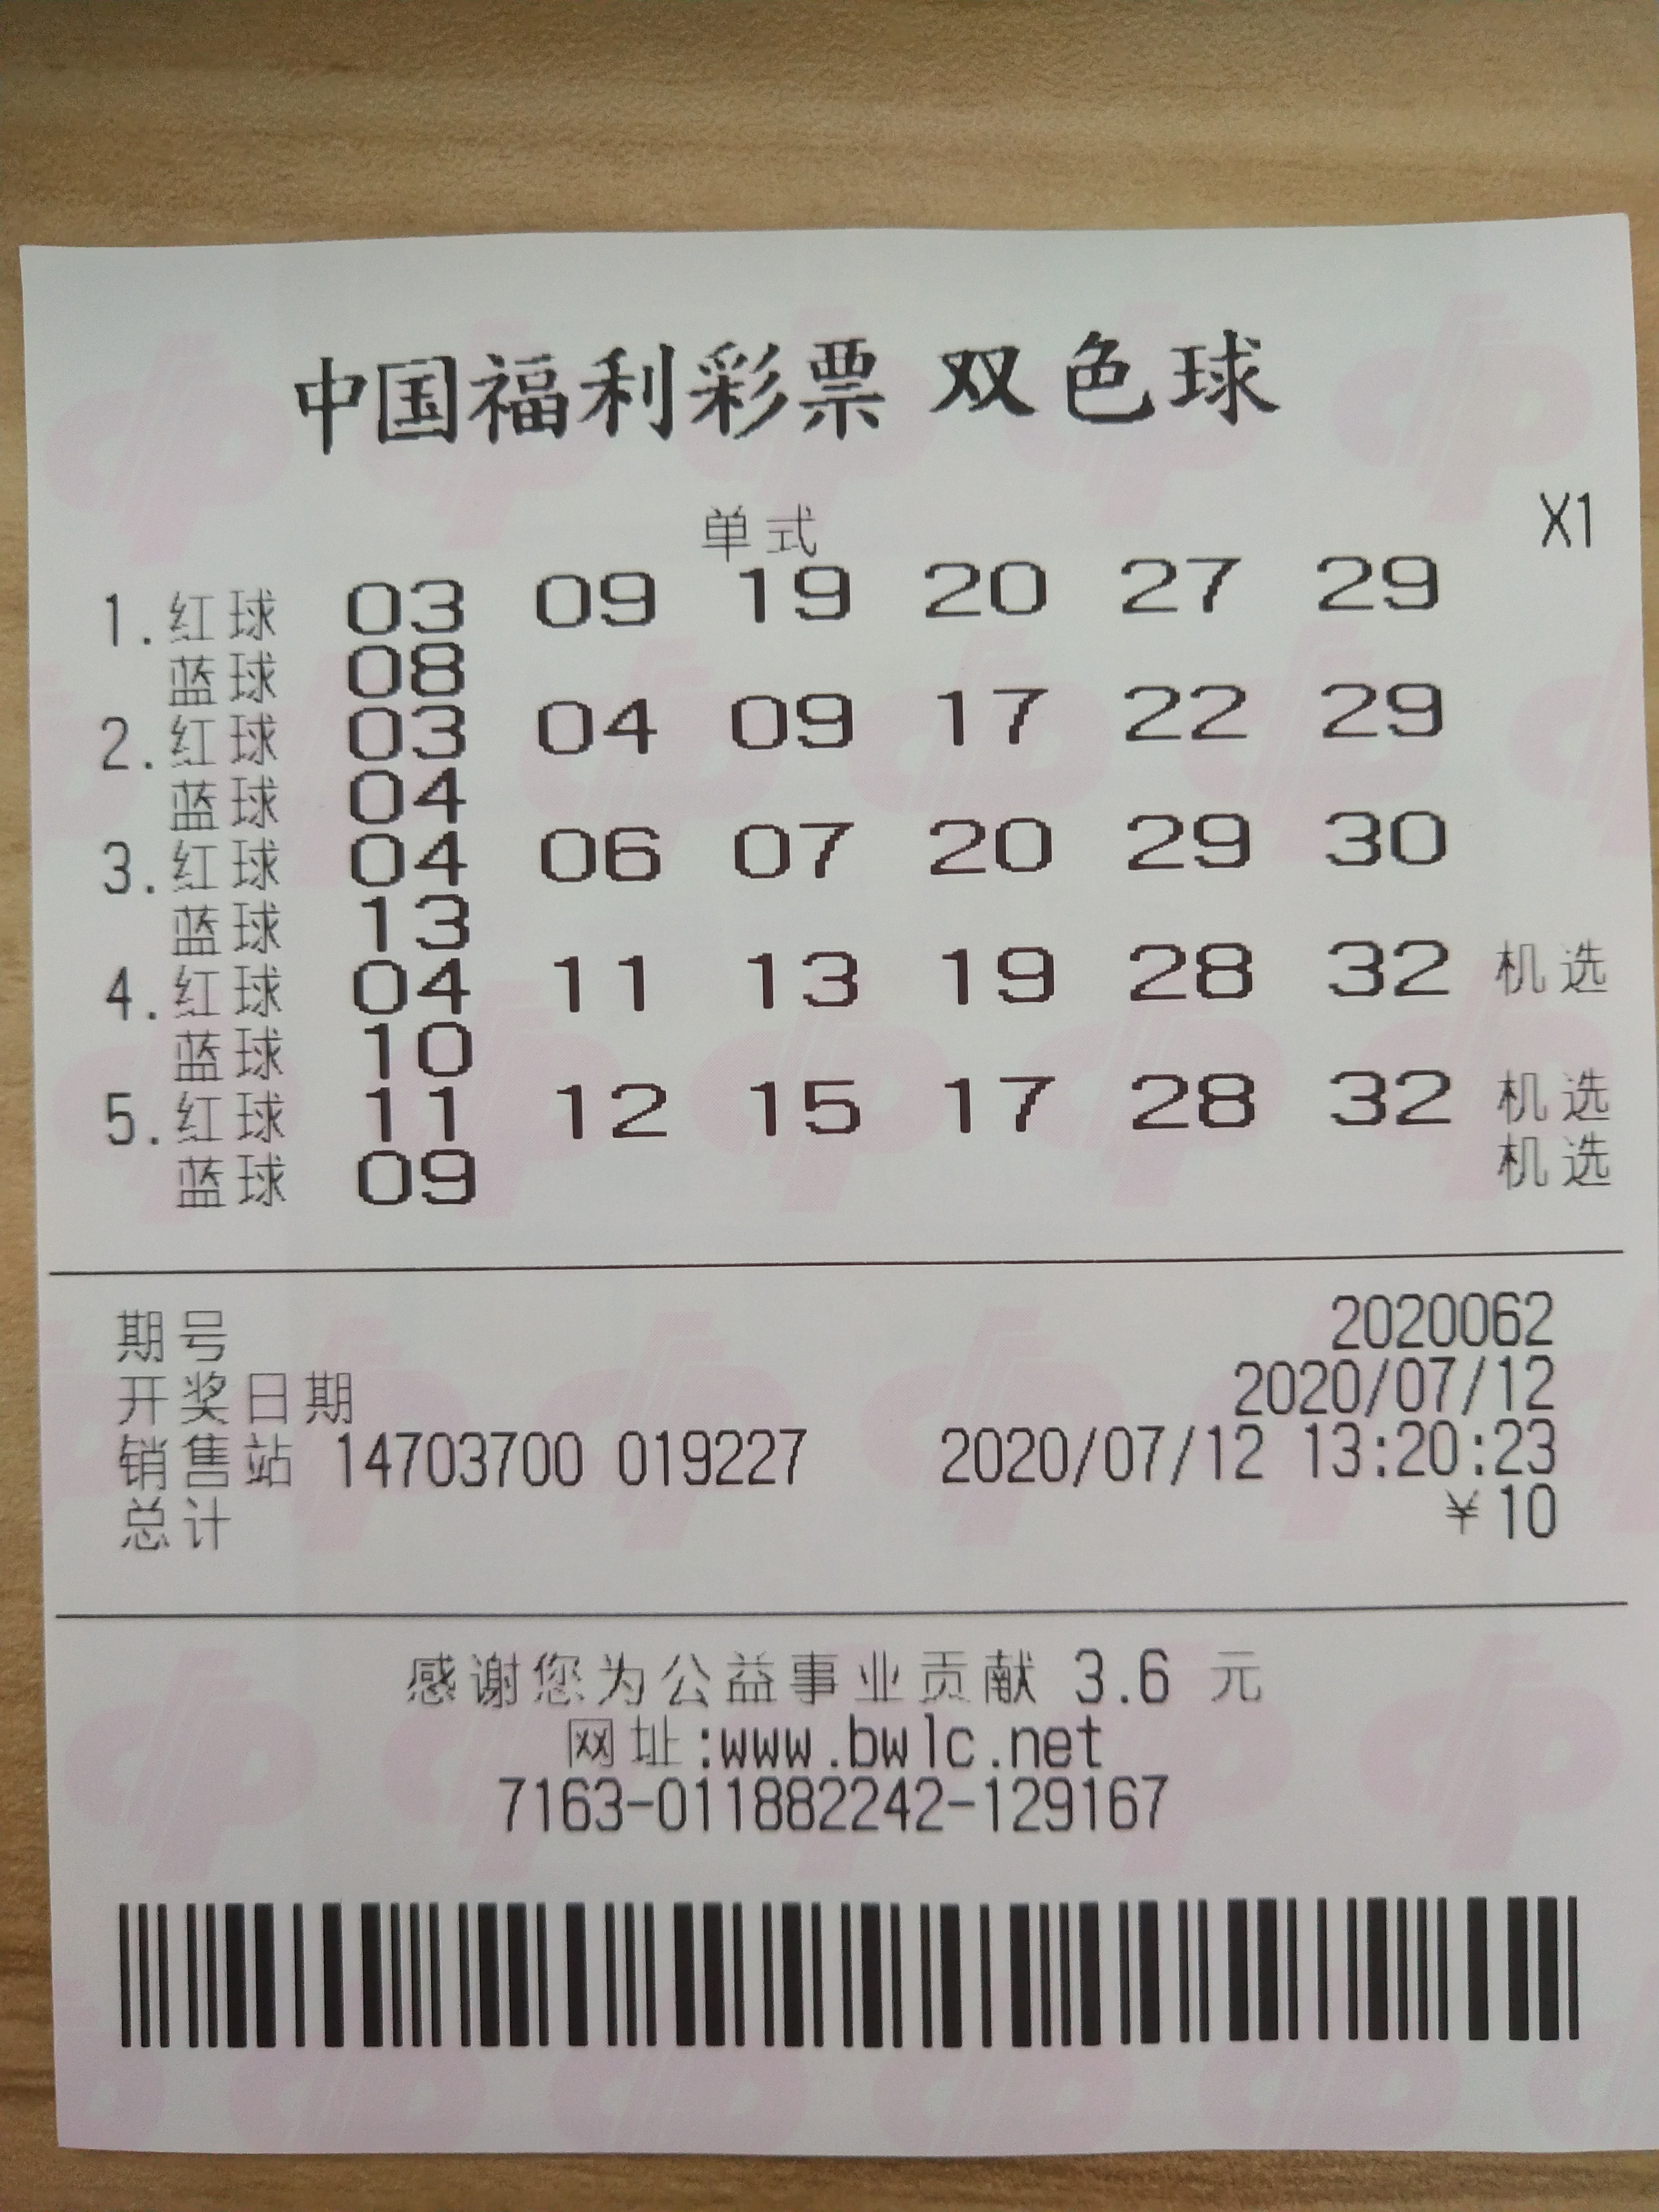 中国福利彩票 双色球
单式 X1
1.红球 03 09 19 20 27 29
蓝球 08
2.红球 03 04 09 17 22 29
蓝球 04
3.红球 04 06 07 20 29 30
蓝球 13
4.红球 04 11 13 19 28 32 机选
蓝球 10
5.红球 11 12 15 17 28 32 机选
蓝球 09 机选
期号 2020062
开奖日期 2020/07/12
销售站 14703700 019227 2020/07/12 13:20:23
总计 ¥10
感谢您为公益事业贡献 3.6 元
网址:www.bwlc.net
7163-011882242-129167